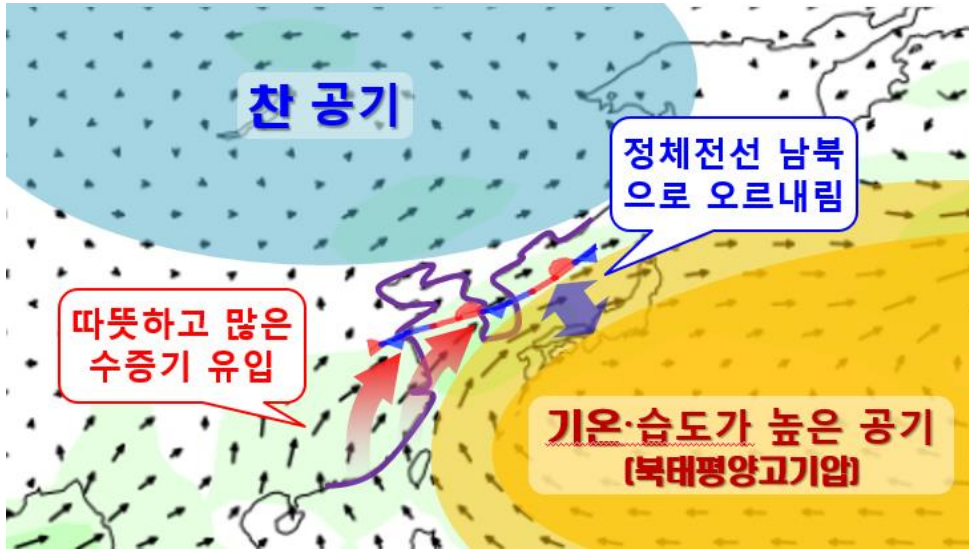 찬 공기
정체전선 남북
으로 오르내림
따뜻하고 많은
수증기 유입
기온·습도가 높은 공기
(북태평양고기압)